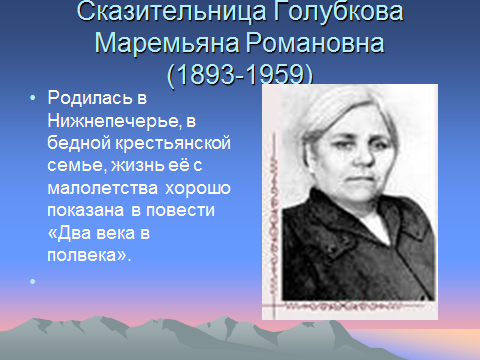 Сказительница Голубкова
Маремьяна Романовна
(1893-1959)
• Родилась в
Нижнепечерье, в
бедной крестьянской
семье, жизнь её с
малолетства хорошо
показана в повести
«Два века в
полвека».
•